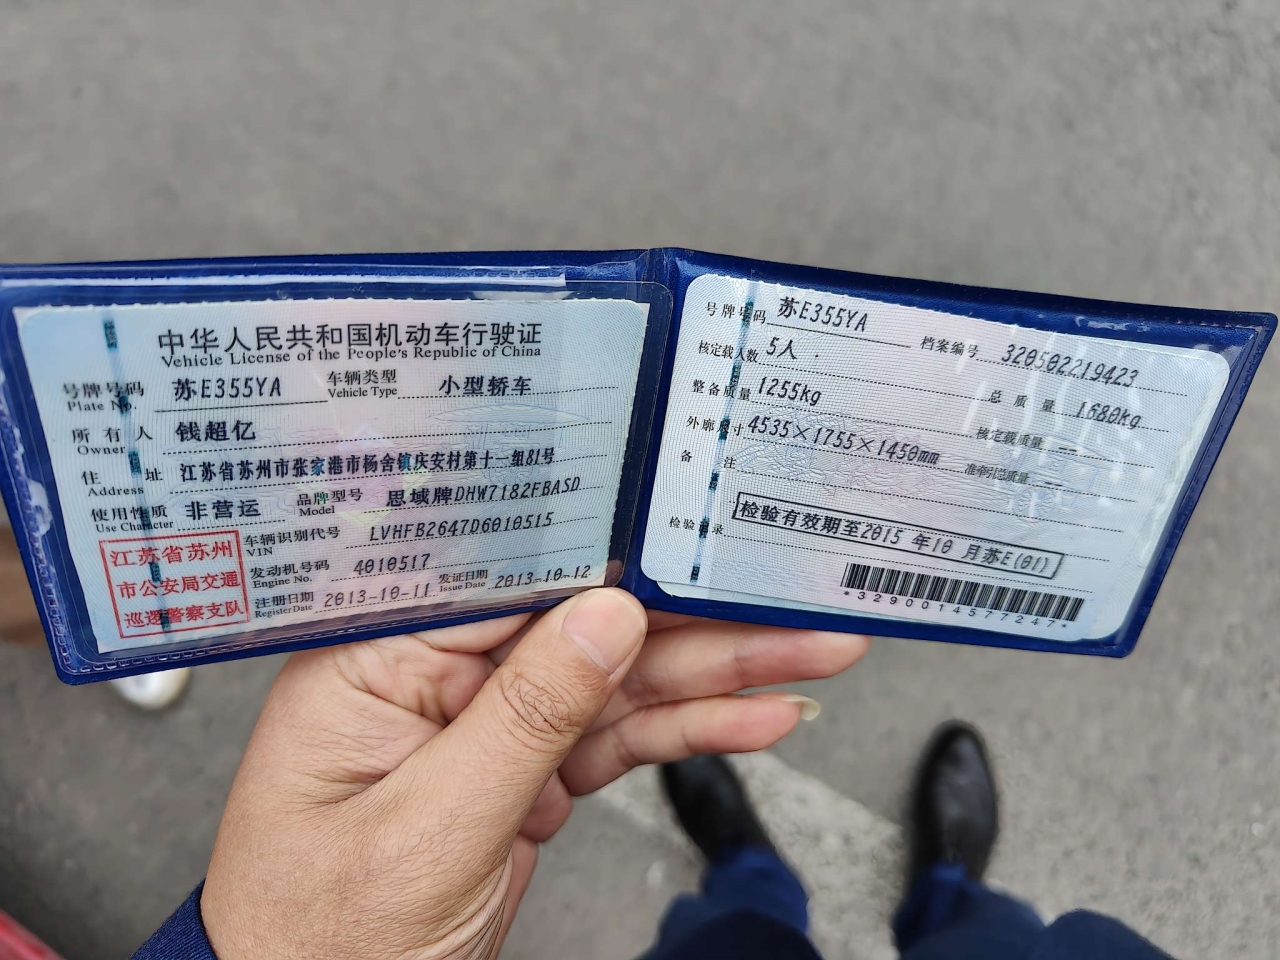 中华人民共和国机动车行驶证
Vehicle License of the People's Republic of China
号牌号码 苏E355YA 车辆类型 小型轿车
Plate No. Vehicle Type
所有人 钱超亿
Owner
住址 江苏省苏州市张家港市杨舍镇庆安村第十一组81号
Address
使用性质 非营运 品牌型号 思域牌DHW7182FBASD
Use Character Model
江苏省苏州
市公安局交通
巡逻警察支队
车辆识别代号 LVHFB2647D6010515
VIN
发动机号码 4010517
Engine No.
注册日期 2013-10-11 发证日期 2013-10-12
Register Date Issue Date
号牌号码 苏E355YA 档案编号 320502219423
核定载人数 5人 总质量 1680kg
整备质量 1255kg 核定载质量 --
外廓尺寸 4535×1755×1450mm 准牵引总质量 --
备注
检验记录 检验有效期至2015 年10 月苏E(01)
*3290014577247*